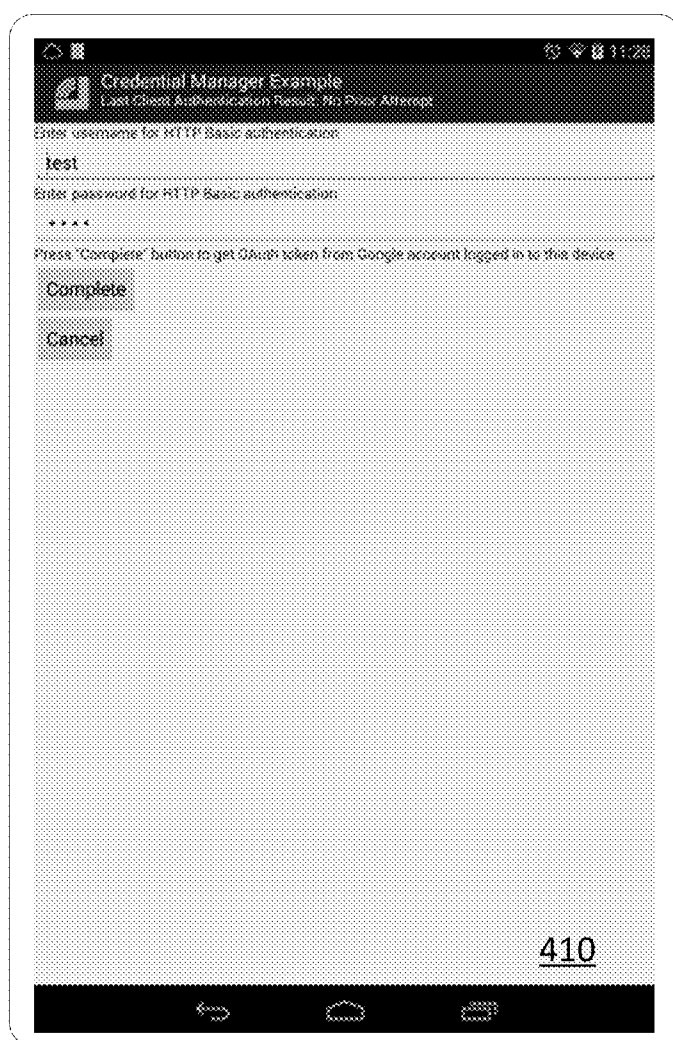 11:28
Credential Manager Example
Last Client Authentication Result: No Prior Attempt
Enter username for HTTP Basic authentication
test
Enter password for HTTP Basic authentication
••••
Press "Complete" button to get OAuth token from Google account logged in to this device
Complete
Cancel
410